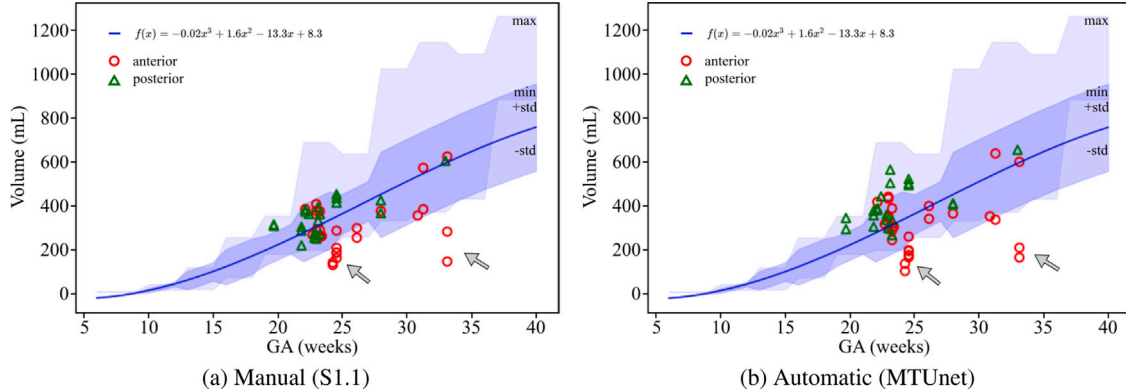 1200
1000
800
600
400
200
0
Volume (mL)
f(x) = −0.02x³ + 1.6x² − 13.3x + 8.3
anterior
posterior
max
min
+std
-std
5 10 15 20 25 30 35 40
GA (weeks)
(a) Manual (S1.1)
1200
1000
800
600
400
200
0
Volume (mL)
f(x) = −0.02x³ + 1.6x² − 13.3x + 8.3
anterior
posterior
max
min
+std
-std
5 10 15 20 25 30 35 40
GA (weeks)
(b) Automatic (MTUnet)